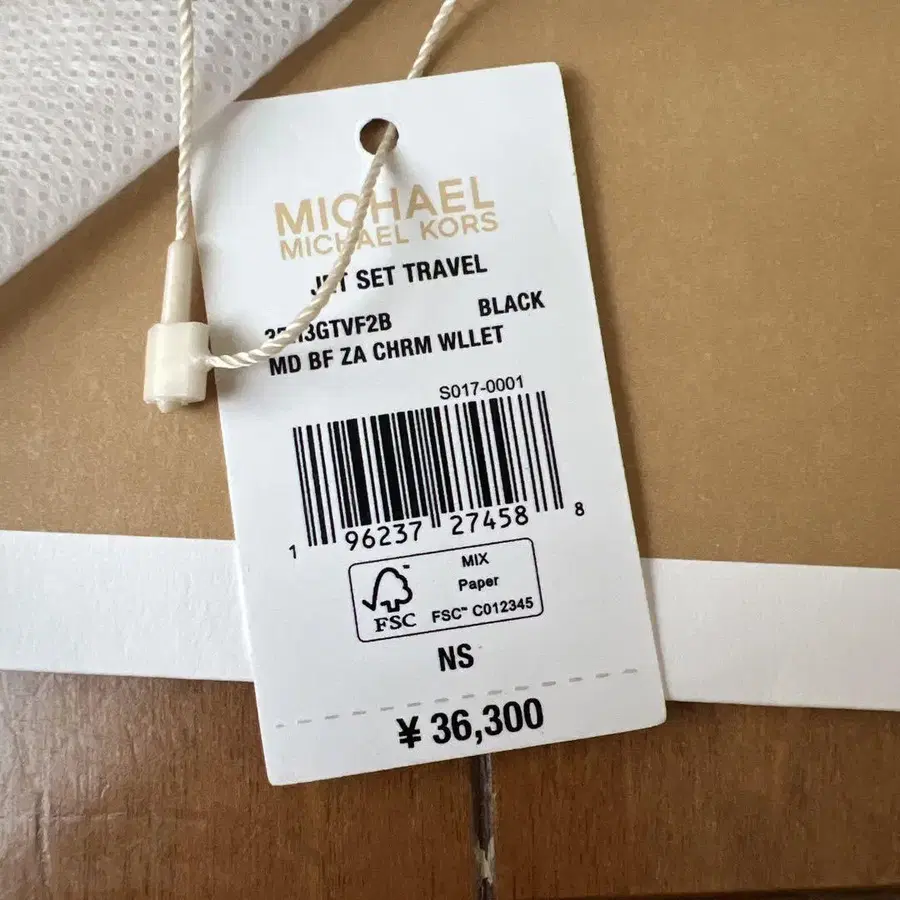 MICHAEL
MICHAEL KORS
JET SET TRAVEL
BLACK
MD BF ZA CHRM WLLET
S017-0001
1 96237 27458 8
MIX
Paper
FSC™ C012345
FSC
NS
¥ 36,300